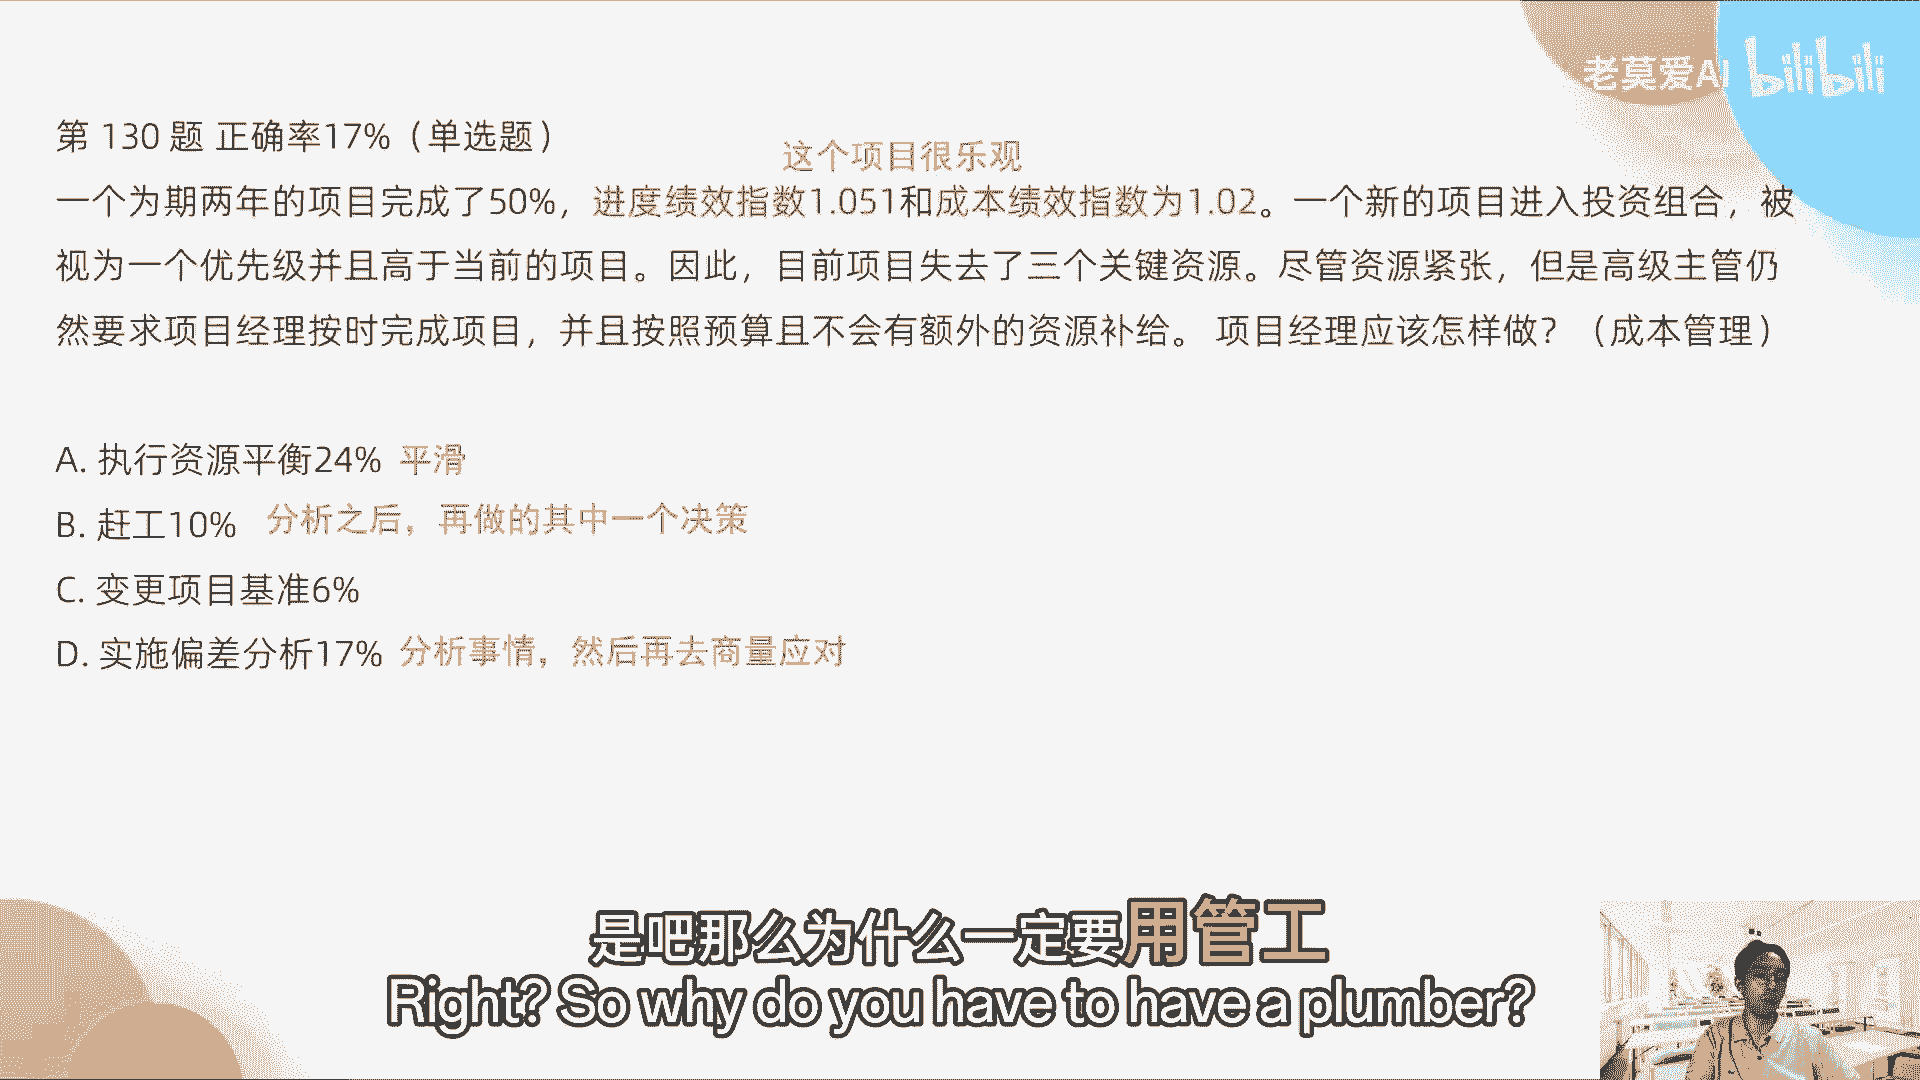 老莫爱AI bilibili
第 130 题 正确率17%（单选题）
这个项目很乐观
一个为期两年的项目完成了50%，进度绩效指数1.051和成本绩效指数为1.02。一个新的项目进入投资组合，被
视为一个优先级并且高于当前的项目。因此，目前项目失去了三个关键资源。尽管资源紧张，但是高级主管仍
然要求项目经理按时完成项目，并且按照预算且不会有额外的资源补给。 项目经理应该怎样做？（成本管理）
A. 执行资源平衡24% 平滑
B. 赶工10% 分析之后，再做的其中一个决策
C. 变更项目基准6%
D. 实施偏差分析17% 分析事情，然后再去商量应对
是吧那么为什么一定要用管工
Right? So why do you have to have a plumber?